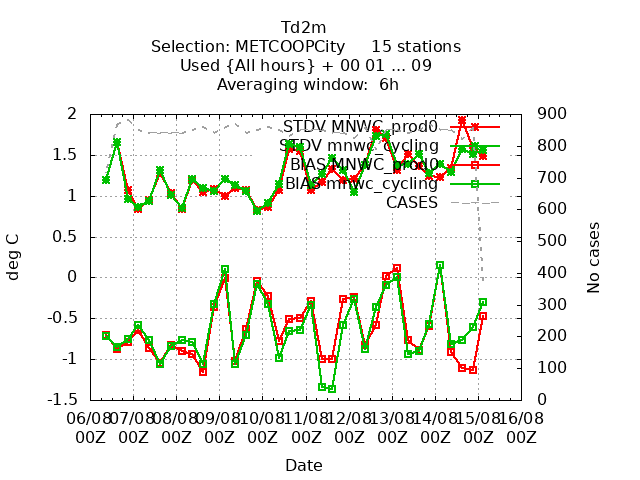 Td2m
Selection: METCOOPCity 15 stations
Used {All hours} + 00 01 ... 09
Averaging window: 6h
STDV MNWC_prod0
STDV mnwc_cycling
BIAS MNWC_prod0
BIAS mnwc_cycling
CASES
deg C
2
1.5
1
0.5
0
-0.5
-1
-1.5
No cases
900
800
700
600
500
400
300
200
100
0
06/08 07/08 08/08 09/08 10/08 11/08 12/08 13/08 14/08 15/08 16/08
00Z 00Z 00Z 00Z 00Z 00Z 00Z 00Z 00Z 00Z 00Z
Date